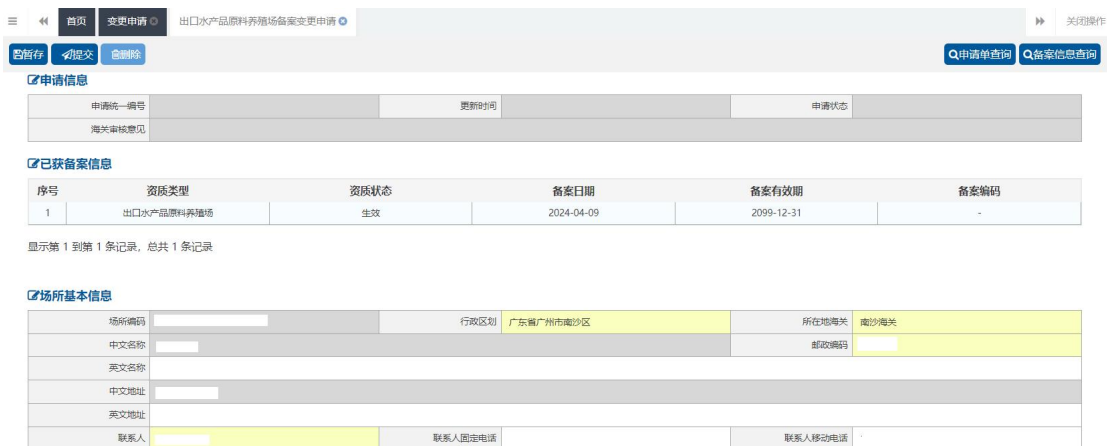 首页 变更申请 出口水产品原料养殖场备案变更申请 关闭操作
暂存 提交 删除 申请单查询 备案信息查询
申请信息
申请统一编号 更新时间 申请状态
海关审核意见
已获备案信息
序号 资质类型 资质状态 备案日期 备案有效期 备案编码
1 出口水产品原料养殖场 生效 2024-04-09 2099-12-31 -
显示第 1 到第 1 条记录，总共 1 条记录
场所基本信息
场所编码 行政区划 广东省广州市南沙区 所在地海关 南沙海关
中文名称 邮政编码
英文名称
中文地址
英文地址
联系人 联系人固定电话 联系人移动电话